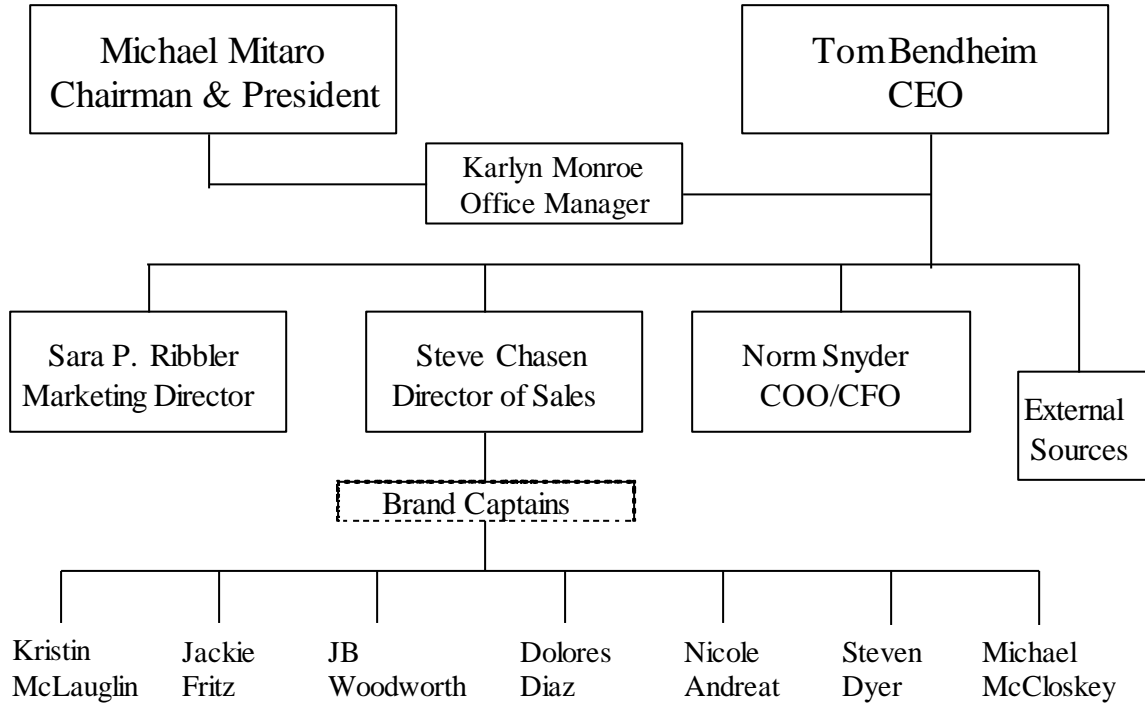 Michael Mitaro
Chairman & President
Tom Bendheim
CEO
Karlyn Monroe
Office Manager
Sara P. Ribbler
Marketing Director
Steve Chasen
Director of Sales
Norm Snyder
COO/CFO
External
Sources
Brand Captains
Kristin
McLauglin
Jackie
Fritz
JB
Woodworth
Dolores
Diaz
Nicole
Andreat
Steven
Dyer
Michael
McCloskey